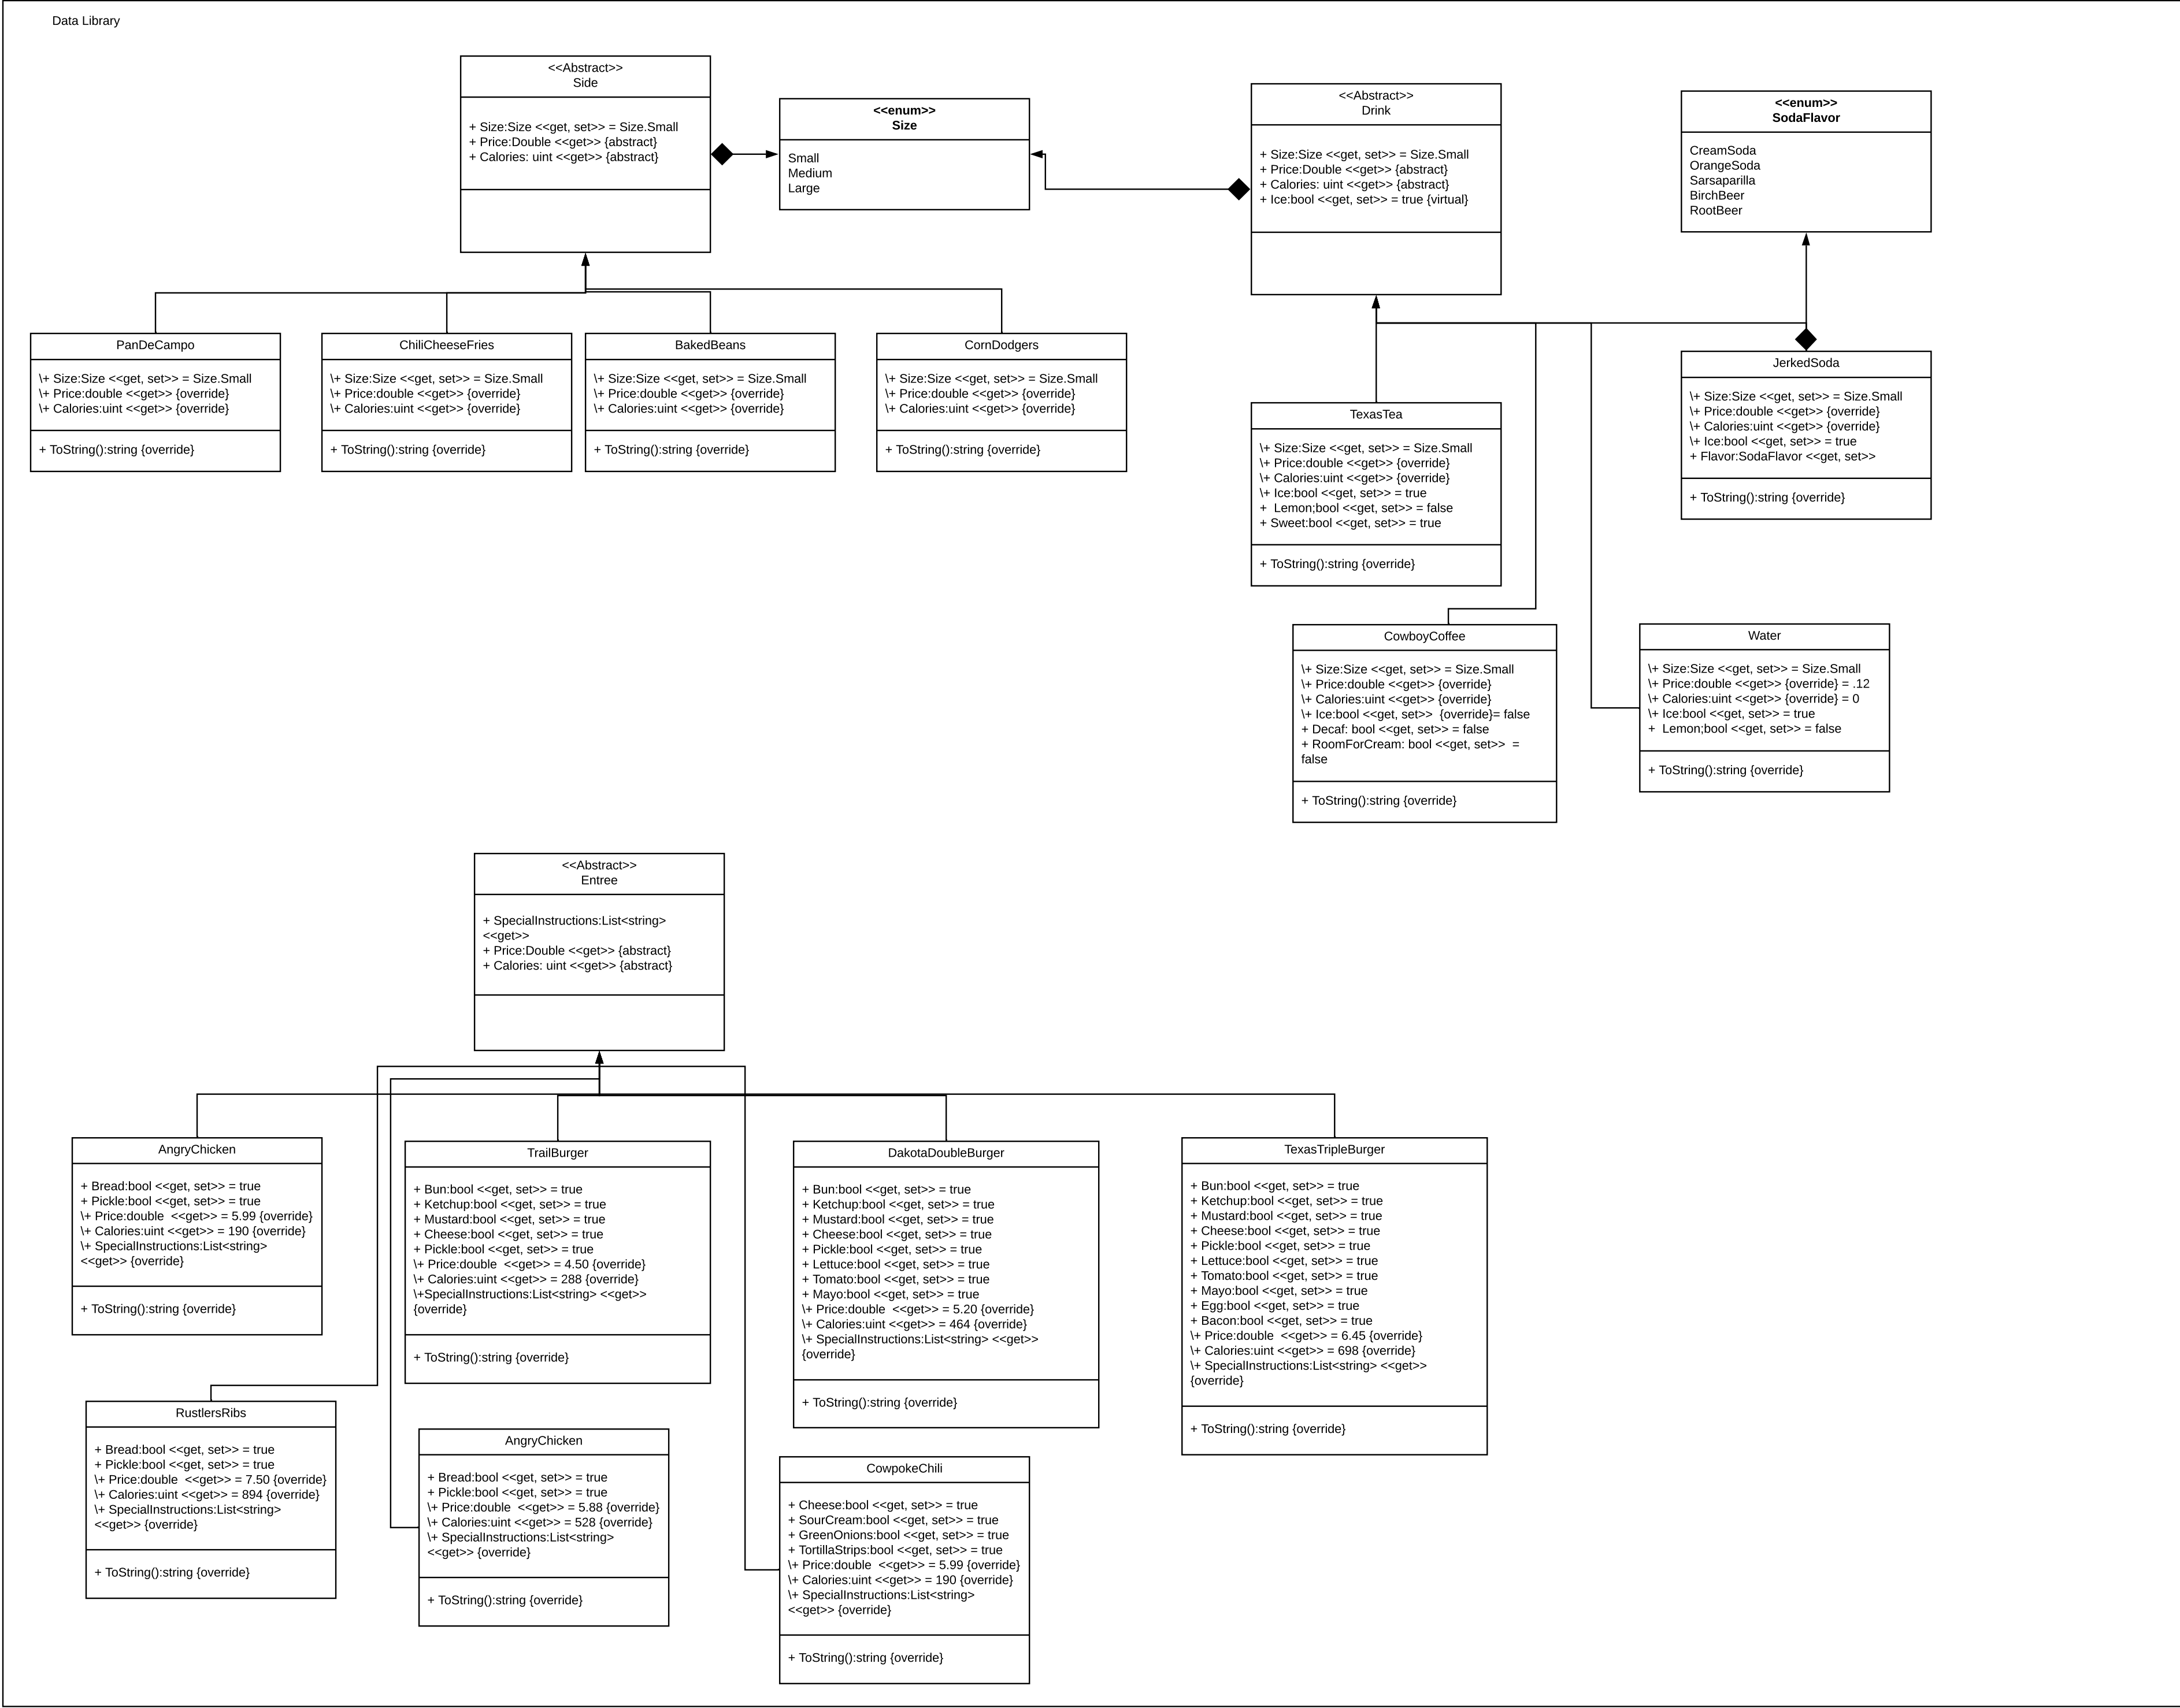 Data Library
<<Abstract>>
Side
+ Size:Size <<get, set>> = Size.Small
+ Price:Double <<get>> {abstract}
+ Calories: uint <<get>> {abstract}
<<enum>>
Size
Small
Medium
Large
<<Abstract>>
Drink
+ Size:Size <<get, set>> = Size.Small
+ Price:Double <<get>> {abstract}
+ Calories: uint <<get>> {abstract}
+ Ice:bool <<get, set>> = true {virtual}
<<enum>>
SodaFlavor
CreamSoda
OrangeSoda
Sarsaparilla
BirchBeer
RootBeer
PanDeCampo
\+ Size:Size <<get, set>> = Size.Small
\+ Price:double <<get>> {override}
\+ Calories:uint <<get>> {override}
+ ToString():string {override}
ChiliCheeseFries
\+ Size:Size <<get, set>> = Size.Small
\+ Price:double <<get>> {override}
\+ Calories:uint <<get>> {override}
+ ToString():string {override}
BakedBeans
\+ Size:Size <<get, set>> = Size.Small
\+ Price:double <<get>> {override}
\+ Calories:uint <<get>> {override}
+ ToString():string {override}
CornDodgers
\+ Size:Size <<get, set>> = Size.Small
\+ Price:double <<get>> {override}
\+ Calories:uint <<get>> {override}
+ ToString():string {override}
TexasTea
\+ Size:Size <<get, set>> = Size.Small
\+ Price:double <<get>> {override}
\+ Calories:uint <<get>> {override}
\+ Ice:bool <<get, set>> = true
+  Lemon;bool <<get, set>> = false
+ Sweet:bool <<get, set>> = true
+ ToString():string {override}
JerkedSoda
\+ Size:Size <<get, set>> = Size.Small
\+ Price:double <<get>> {override}
\+ Calories:uint <<get>> {override}
\+ Ice:bool <<get, set>> = true
+ Flavor:SodaFlavor <<get, set>>
+ ToString():string {override}
CowboyCoffee
\+ Size:Size <<get, set>> = Size.Small
\+ Price:double <<get>> {override}
\+ Calories:uint <<get>> {override}
\+ Ice:bool <<get, set>>  {override}= false
+ Decaf: bool <<get, set>> = false
+ RoomForCream: bool <<get, set>>  =
false
+ ToString():string {override}
Water
\+ Size:Size <<get, set>> = Size.Small
\+ Price:double <<get>> {override} = .12
\+ Calories:uint <<get>> {override} = 0
\+ Ice:bool <<get, set>> = true
+  Lemon;bool <<get, set>> = false
+ ToString():string {override}
<<Abstract>>
Entree
+ SpecialInstructions:List<string>
<<get>>
+ Price:Double <<get>> {abstract}
+ Calories: uint <<get>> {abstract}
AngryChicken
+ Bread:bool <<get, set>> = true
+ Pickle:bool <<get, set>> = true
\+ Price:double  <<get>> = 5.99 {override}
\+ Calories:uint <<get>> = 190 {override}
\+ SpecialInstructions:List<string>
<<get>> {override}
+ ToString():string {override}
TrailBurger
+ Bun:bool <<get, set>> = true
+ Ketchup:bool <<get, set>> = true
+ Mustard:bool <<get, set>> = true
+ Cheese:bool <<get, set>> = true
+ Pickle:bool <<get, set>> = true
\+ Price:double  <<get>> = 4.50 {override}
\+ Calories:uint <<get>> = 288 {override}
\+SpecialInstructions:List<string> <<get>>
{override}
+ ToString():string {override}
DakotaDoubleBurger
+ Bun:bool <<get, set>> = true
+ Ketchup:bool <<get, set>> = true
+ Mustard:bool <<get, set>> = true
+ Cheese:bool <<get, set>> = true
+ Pickle:bool <<get, set>> = true
+ Lettuce:bool <<get, set>> = true
+ Tomato:bool <<get, set>> = true
+ Mayo:bool <<get, set>> = true
\+ Price:double  <<get>> = 5.20 {override}
\+ Calories:uint <<get>> = 464 {override}
\+ SpecialInstructions:List<string> <<get>>
{override}
+ ToString():string {override}
TexasTripleBurger
+ Bun:bool <<get, set>> = true
+ Ketchup:bool <<get, set>> = true
+ Mustard:bool <<get, set>> = true
+ Cheese:bool <<get, set>> = true
+ Pickle:bool <<get, set>> = true
+ Lettuce:bool <<get, set>> = true
+ Tomato:bool <<get, set>> = true
+ Mayo:bool <<get, set>> = true
+ Egg:bool <<get, set>> = true
+ Bacon:bool <<get, set>> = true
\+ Price:double  <<get>> = 6.45 {override}
\+ Calories:uint <<get>> = 698 {override}
\+ SpecialInstructions:List<string> <<get>>
{override}
+ ToString():string {override}
RustlersRibs
+ Bread:bool <<get, set>> = true
+ Pickle:bool <<get, set>> = true
\+ Price:double  <<get>> = 7.50 {override}
\+ Calories:uint <<get>> = 894 {override}
\+ SpecialInstructions:List<string>
<<get>> {override}
+ ToString():string {override}
AngryChicken
+ Bread:bool <<get, set>> = true
+ Pickle:bool <<get, set>> = true
\+ Price:double  <<get>> = 5.88 {override}
\+ Calories:uint <<get>> = 528 {override}
\+ SpecialInstructions:List<string>
<<get>> {override}
+ ToString():string {override}
CowpokeChili
+ Cheese:bool <<get, set>> = true
+ SourCream:bool <<get, set>> = true
+ GreenOnions:bool <<get, set>> = true
+ TortillaStrips:bool <<get, set>> = true
\+ Price:double  <<get>> = 5.99 {override}
\+ Calories:uint <<get>> = 190 {override}
\+ SpecialInstructions:List<string>
<<get>> {override}
+ ToString():string {override}